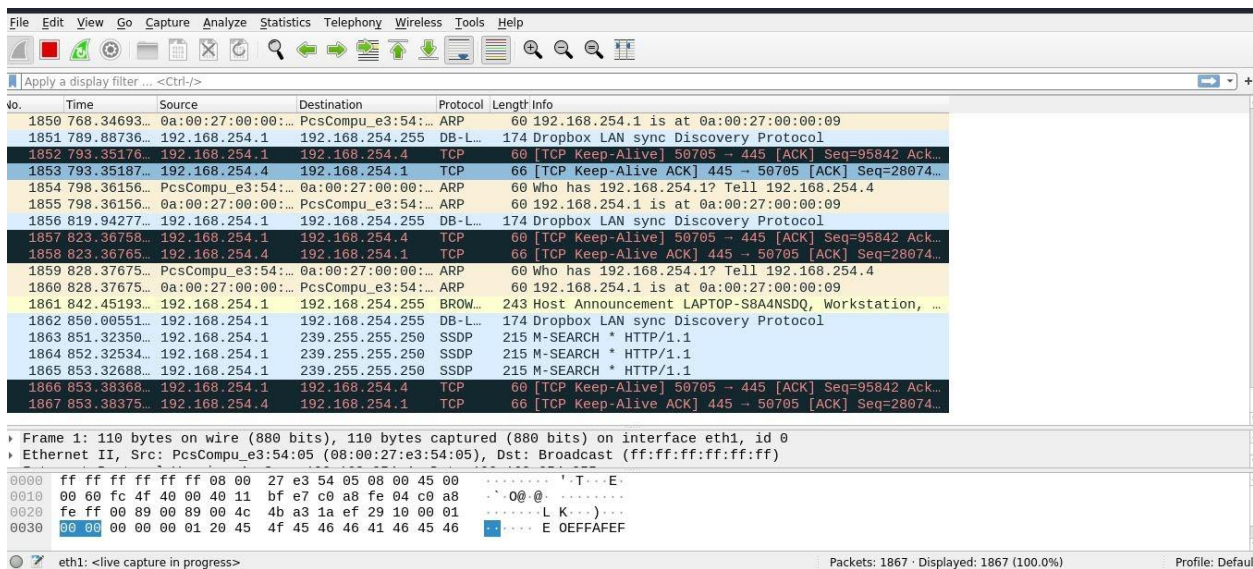 File Edit View Go Capture Analyze Statistics Telephony Wireless Tools Help
Apply a display filter ... <Ctrl-/>
No. Time Source Destination Protocol Length Info
1850 768.34693… 0a:00:27:00:00:… PcsCompu_e3:54:… ARP 60 192.168.254.1 is at 0a:00:27:00:00:09
1851 789.88736… 192.168.254.1 192.168.254.255 DB-L… 174 Dropbox LAN sync Discovery Protocol
1852 793.35176… 192.168.254.1 192.168.254.4 TCP 60 [TCP Keep-Alive] 50705 → 445 [ACK] Seq=95842 Ack…
1853 793.35187… 192.168.254.4 192.168.254.1 TCP 66 [TCP Keep-Alive ACK] 445 → 50705 [ACK] Seq=28074…
1854 798.36156… PcsCompu_e3:54:… 0a:00:27:00:00:… ARP 60 Who has 192.168.254.1? Tell 192.168.254.4
1855 798.36156… 0a:00:27:00:00:… PcsCompu_e3:54:… ARP 60 192.168.254.1 is at 0a:00:27:00:00:09
1856 819.94277… 192.168.254.1 192.168.254.255 DB-L… 174 Dropbox LAN sync Discovery Protocol
1857 823.36758… 192.168.254.1 192.168.254.4 TCP 60 [TCP Keep-Alive] 50705 → 445 [ACK] Seq=95842 Ack…
1858 823.36765… 192.168.254.4 192.168.254.1 TCP 66 [TCP Keep-Alive ACK] 445 → 50705 [ACK] Seq=28074…
1859 828.37675… PcsCompu_e3:54:… 0a:00:27:00:00:… ARP 60 Who has 192.168.254.1? Tell 192.168.254.4
1860 828.37675… 0a:00:27:00:00:… PcsCompu_e3:54:… ARP 60 192.168.254.1 is at 0a:00:27:00:00:09
1861 842.45193… 192.168.254.1 192.168.254.255 BROW… 243 Host Announcement LAPTOP-S8A4NSDQ, Workstation, …
1862 850.00551… 192.168.254.1 192.168.254.255 DB-L… 174 Dropbox LAN sync Discovery Protocol
1863 851.32350… 192.168.254.1 239.255.255.250 SSDP 215 M-SEARCH * HTTP/1.1
1864 852.32534… 192.168.254.1 239.255.255.250 SSDP 215 M-SEARCH * HTTP/1.1
1865 853.32688… 192.168.254.1 239.255.255.250 SSDP 215 M-SEARCH * HTTP/1.1
1866 853.38368… 192.168.254.1 192.168.254.4 TCP 60 [TCP Keep-Alive] 50705 → 445 [ACK] Seq=95842 Ack…
1867 853.38375… 192.168.254.4 192.168.254.1 TCP 66 [TCP Keep-Alive ACK] 445 → 50705 [ACK] Seq=28074…
Frame 1: 110 bytes on wire (880 bits), 110 bytes captured (880 bits) on interface eth1, id 0
Ethernet II, Src: PcsCompu_e3:54:05 (08:00:27:e3:54:05), Dst: Broadcast (ff:ff:ff:ff:ff:ff)
0000 ff ff ff ff ff ff 08 00 27 e3 54 05 08 00 45 00 ········ '·T···E·
0010 00 60 fc 4f 40 00 40 11 bf e7 c0 a8 fe 04 c0 a8 ·`·O@·@· ········
0020 fe ff 00 89 00 89 00 4c 4b a3 1a ef 29 10 00 01 ·······L K···)···
0030 00 00 00 00 00 01 20 45 4f 45 46 46 41 46 45 46 ······ E OEFFAFEF
eth1: <live capture in progress> Packets: 1867 · Displayed: 1867 (100.0%) Profile: Defaul